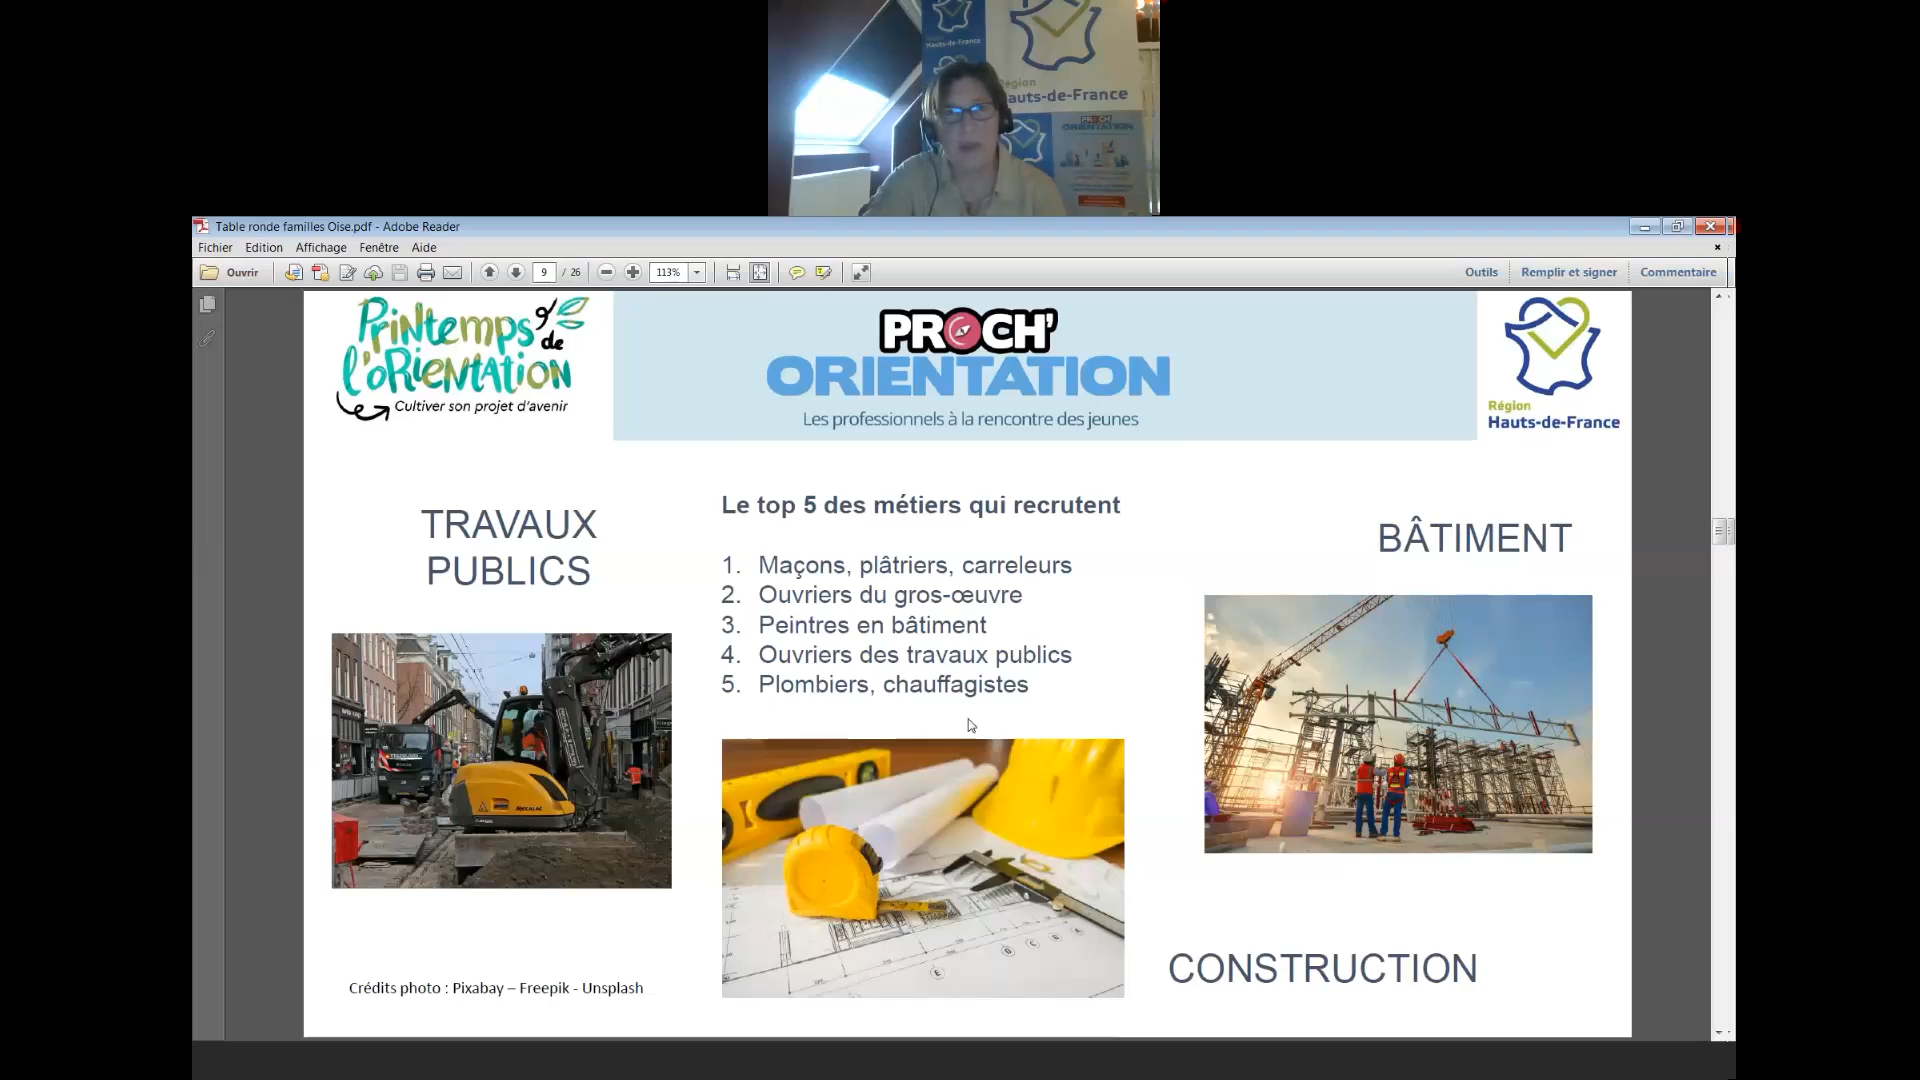 Région
Hauts-de-France
PROCH'
ORIENTATION
Table ronde familles Oise.pdf - Adobe Reader
Fichier Edition Affichage Fenêtre Aide
Ouvrir 9 / 26 113% Outils Remplir et signer Commentaire
Printemps de
l'Orientation
Cultiver son projet d'avenir
PROCH'
ORIENTATION
Les professionnels à la rencontre des jeunes
Région
Hauts-de-France
TRAVAUX
PUBLICS
Le top 5 des métiers qui recrutent
1. Maçons, plâtriers, carreleurs
2. Ouvriers du gros-œuvre
3. Peintres en bâtiment
4. Ouvriers des travaux publics
5. Plombiers, chauffagistes
BÂTIMENT
MECALAC
E D C B A
CONSTRUCTION
Crédits photo : Pixabay – Freepik - Unsplash